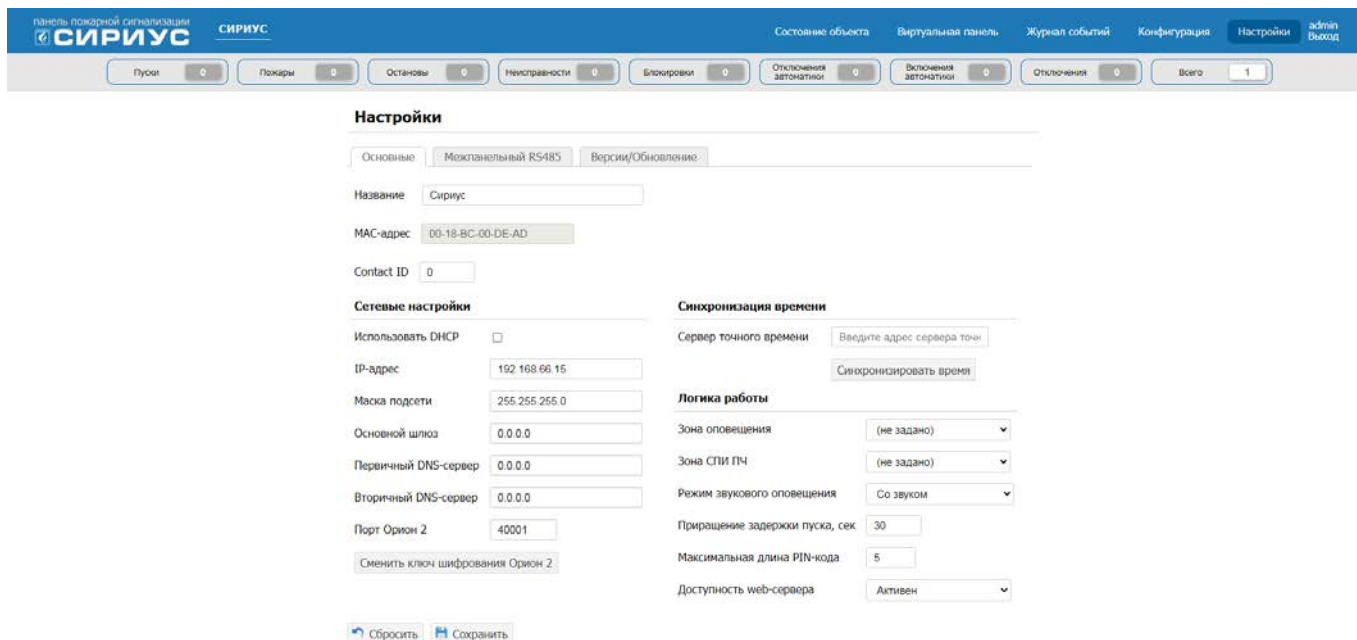 панель пожарной сигнализации
СИРИУС
СИРИУС
Состояние объекта
Виртуальная панель
Журнал событий
Конфигурация
Настройки
admin
Выход
Пуски 0
Пожары 0
Остановы 0
Неисправности 0
Блокировки 0
Отключения
автоматики 0
Включения
автоматики 0
Отключения 0
Всего 1
Настройки
Основные
Межпанельный RS485
Версии/Обновление
Название Сириус
MAC-адрес 00-18-BC-00-DE-AD
Contact ID 0
Сетевые настройки
Использовать DHCP
IP-адрес 192.168.66.15
Маска подсети 255.255.255.0
Основной шлюз 0.0.0.0
Первичный DNS-сервер 0.0.0.0
Вторичный DNS-сервер 0.0.0.0
Порт Орион 2 40001
Сменить ключ шифрования Орион 2
Синхронизация времени
Сервер точного времени Введите адрес сервера точн
Синхронизировать время
Логика работы
Зона оповещения (не задано)
Зона СПИ ПЧ (не задано)
Режим звукового оповещения Со звуком
Приращение задержки пуска, сек 30
Максимальная длина PIN-кода 5
Доступность web-сервера Активен
Сбросить
Сохранить